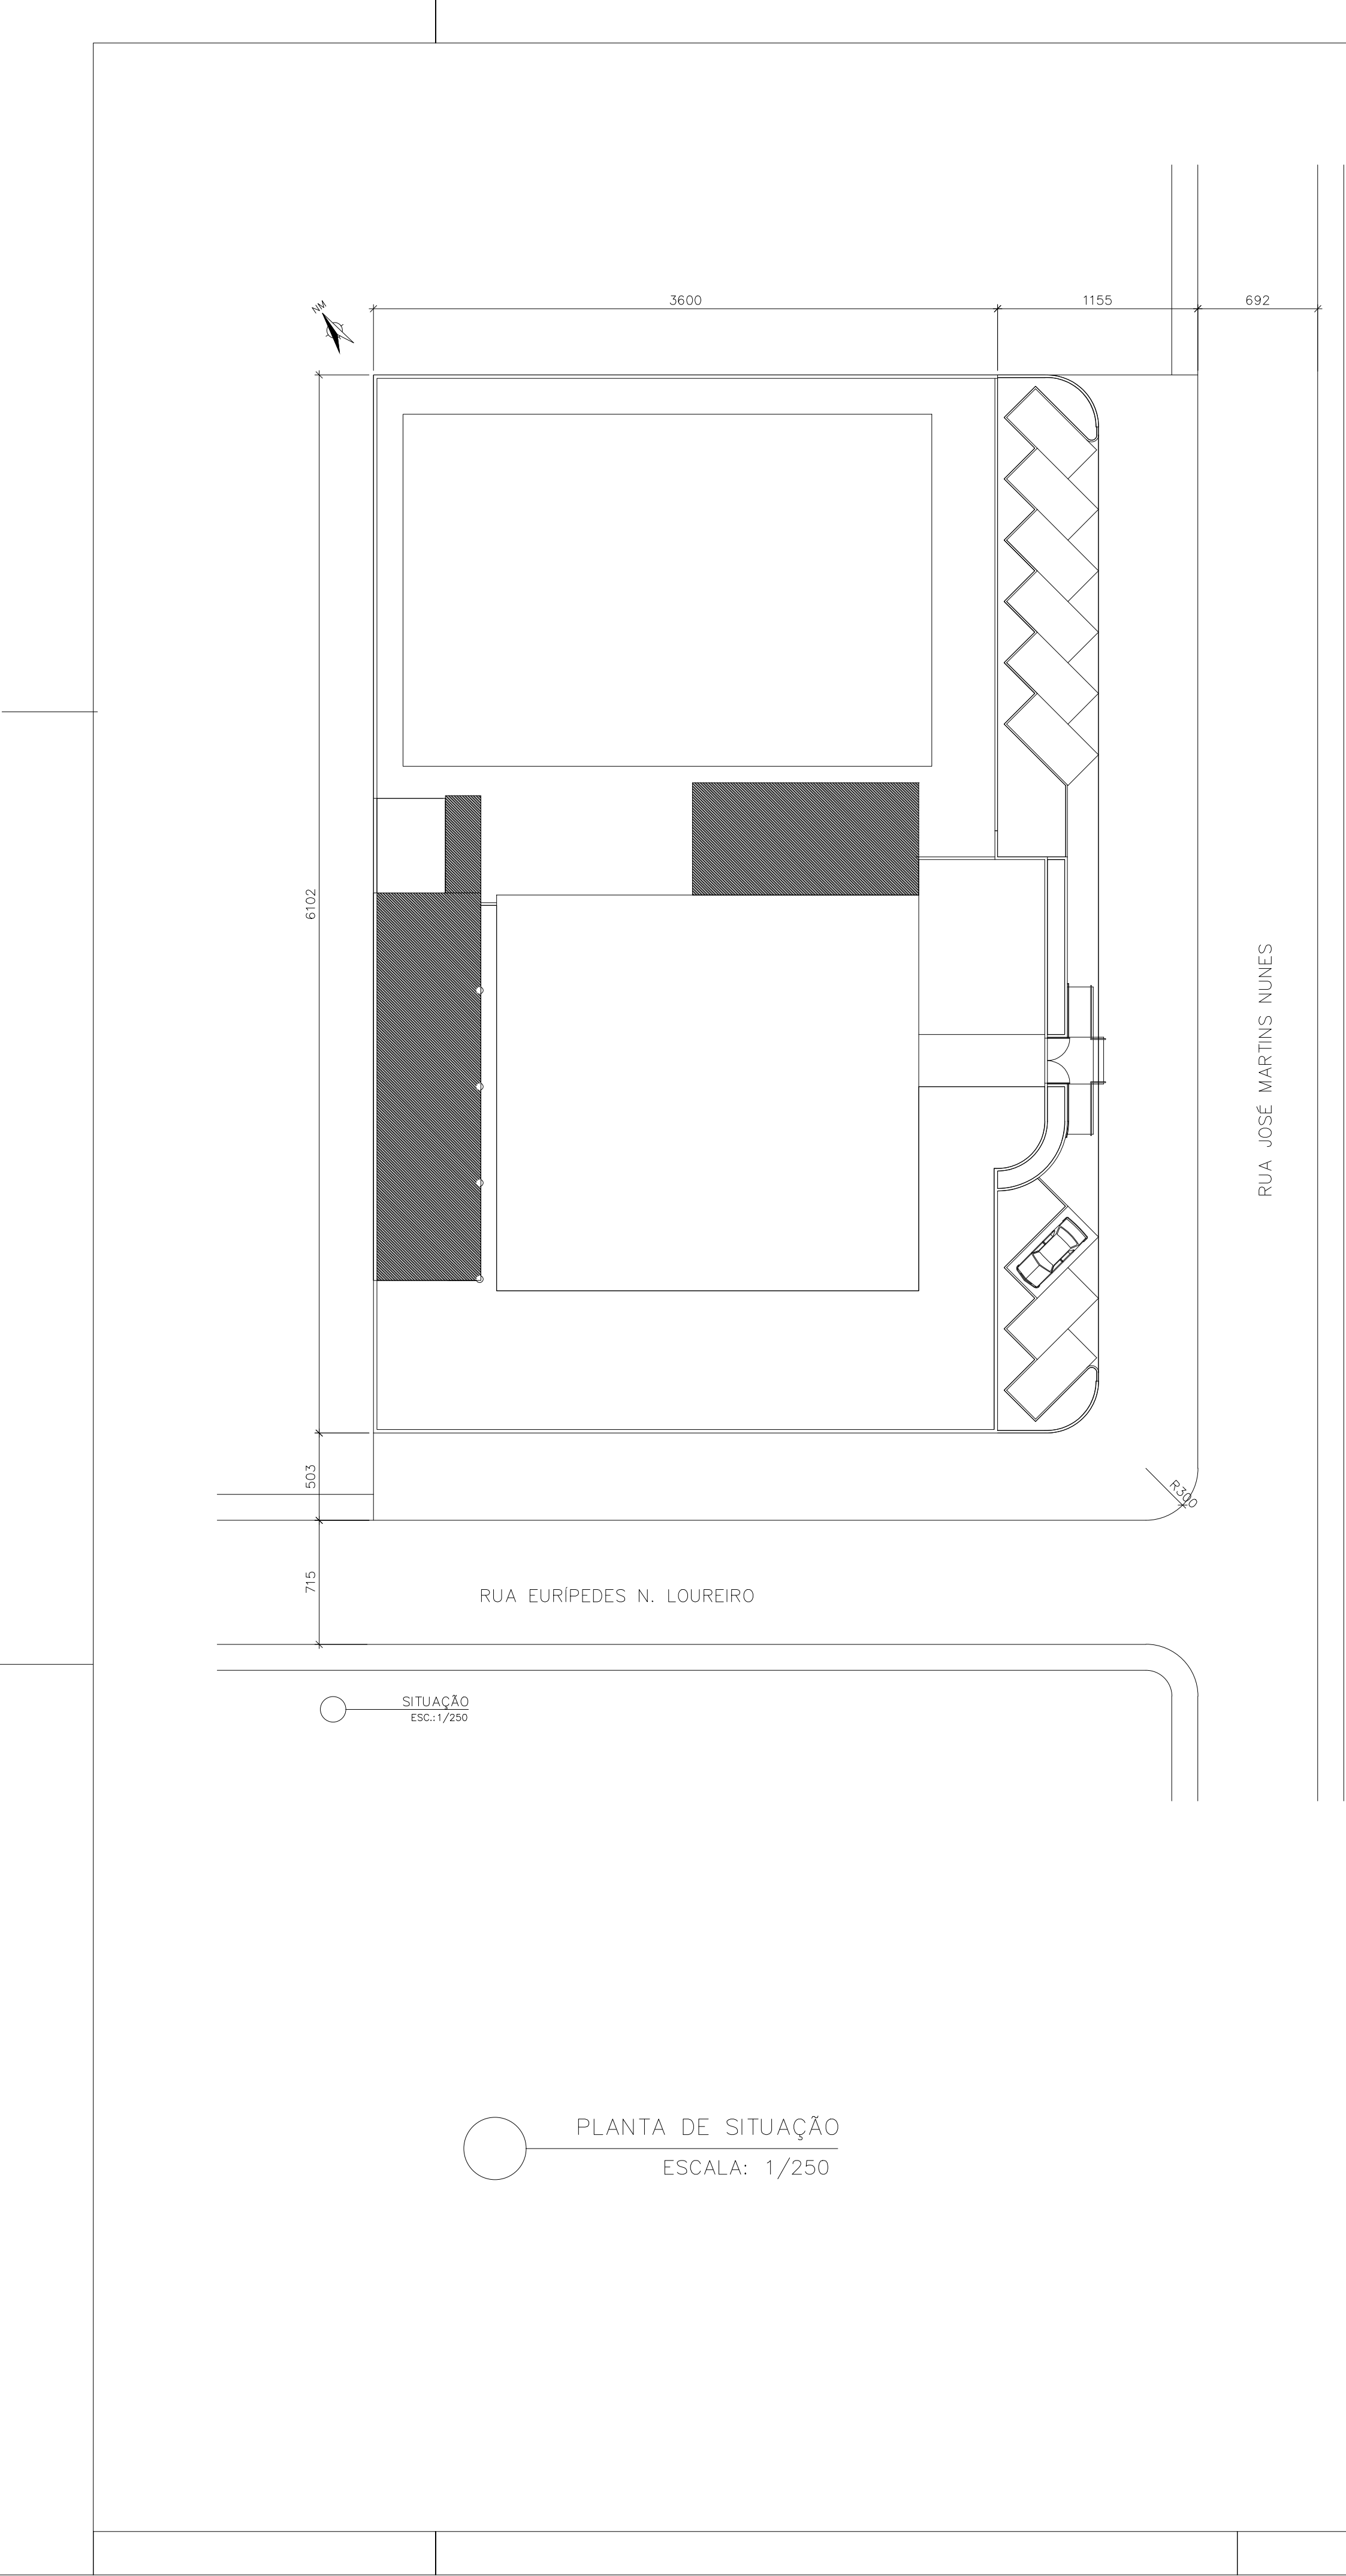 NM
3600
1155
692
6102
RUA JOSÉ MARTINS NUNES
503
R300
715
RUA EURÍPEDES N. LOUREIRO
SITUAÇÃO
ESC.:1/250
PLANTA DE SITUAÇÃO
ESCALA: 1/250